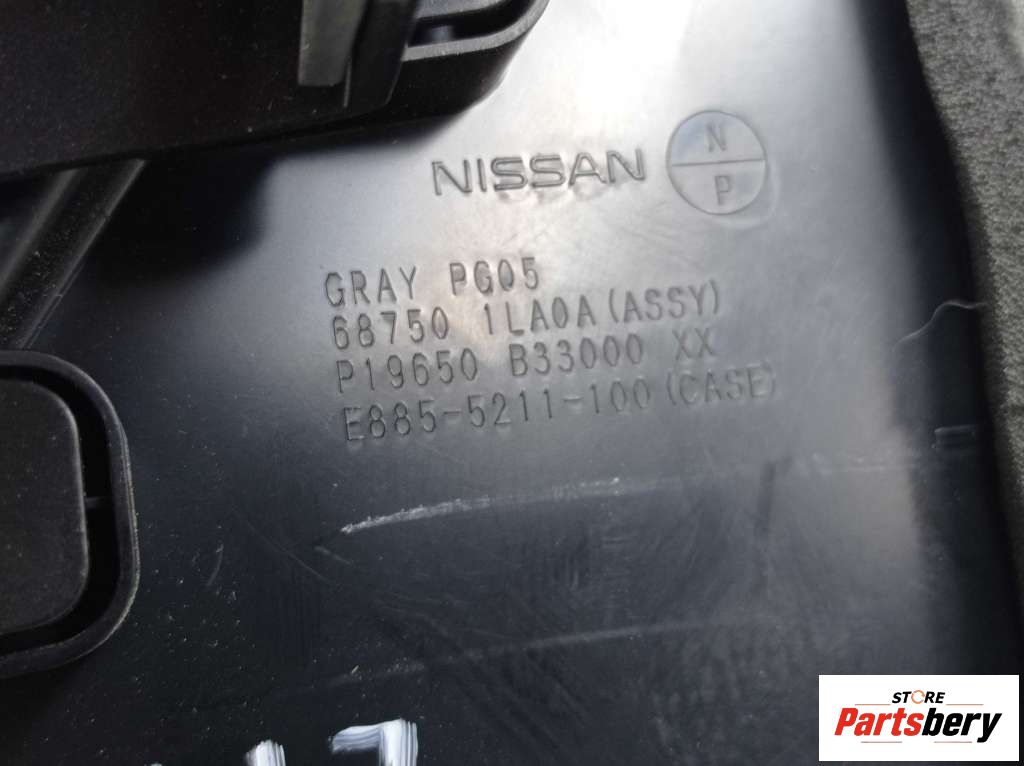 NISSAN
N
P
GRAY PG05
68750 1LA0A (ASSY)
P19650 B33000 XX
E885-5211-100 (CASE)
STORE
Partsbery